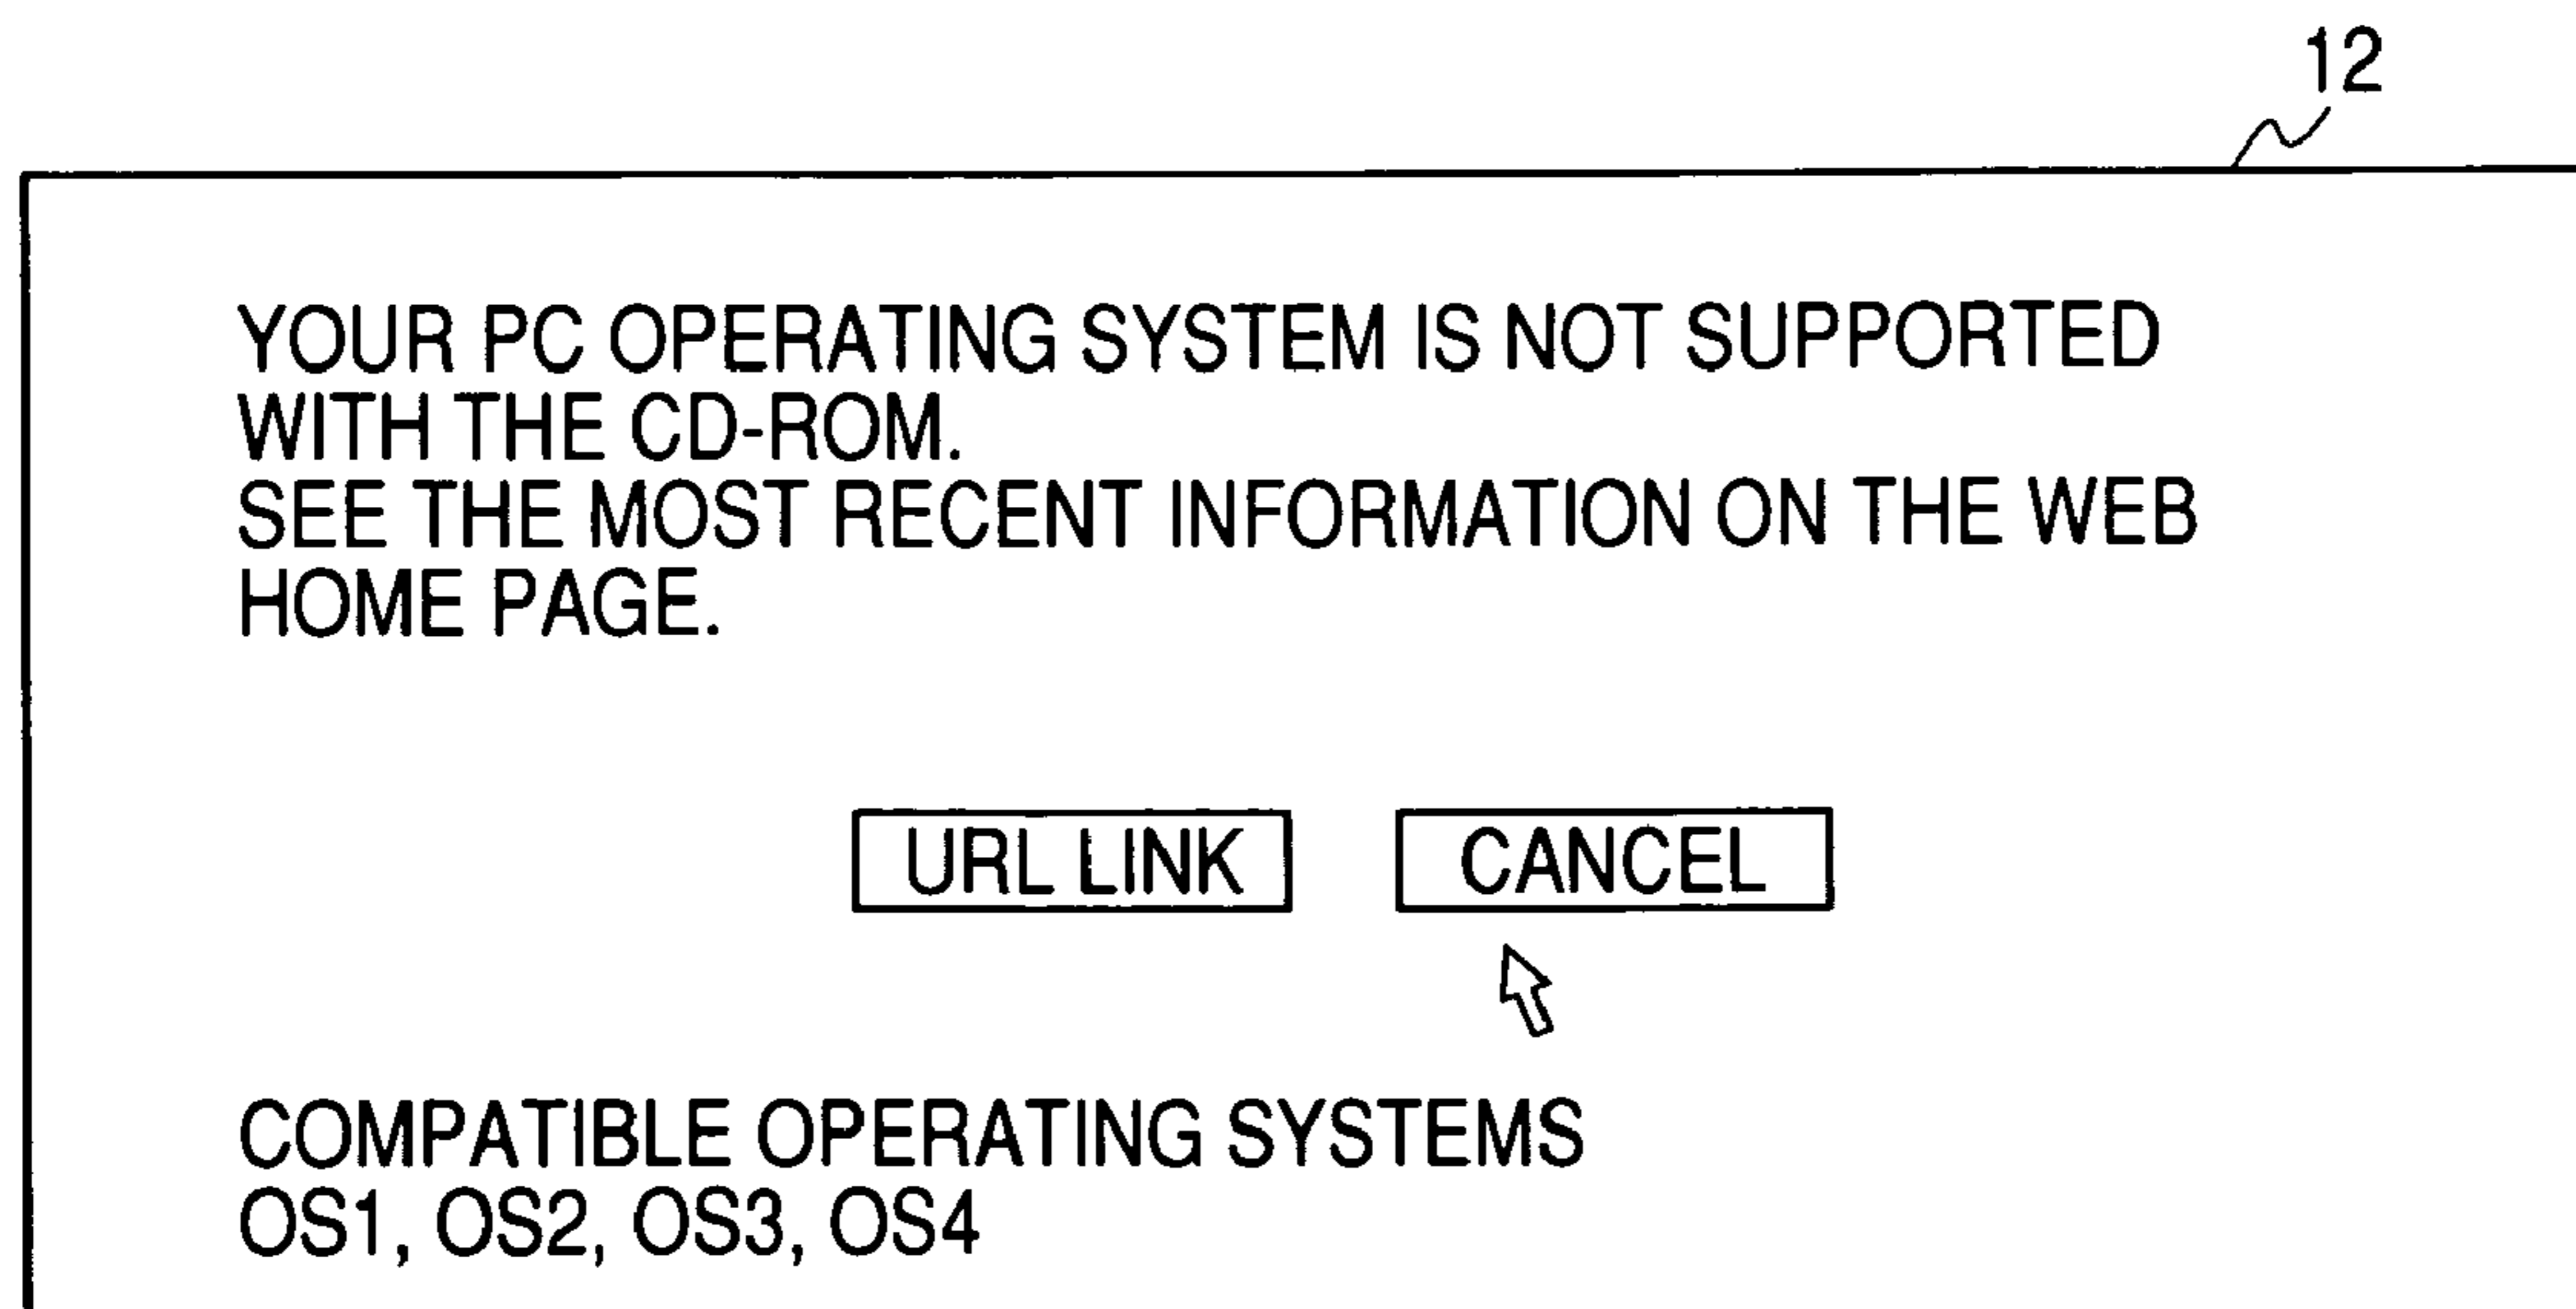 12
YOUR PC OPERATING SYSTEM IS NOT SUPPORTED
WITH THE CD-ROM.
SEE THE MOST RECENT INFORMATION ON THE WEB
HOME PAGE.
URL LINK CANCEL
COMPATIBLE OPERATING SYSTEMS
OS1, OS2, OS3, OS4